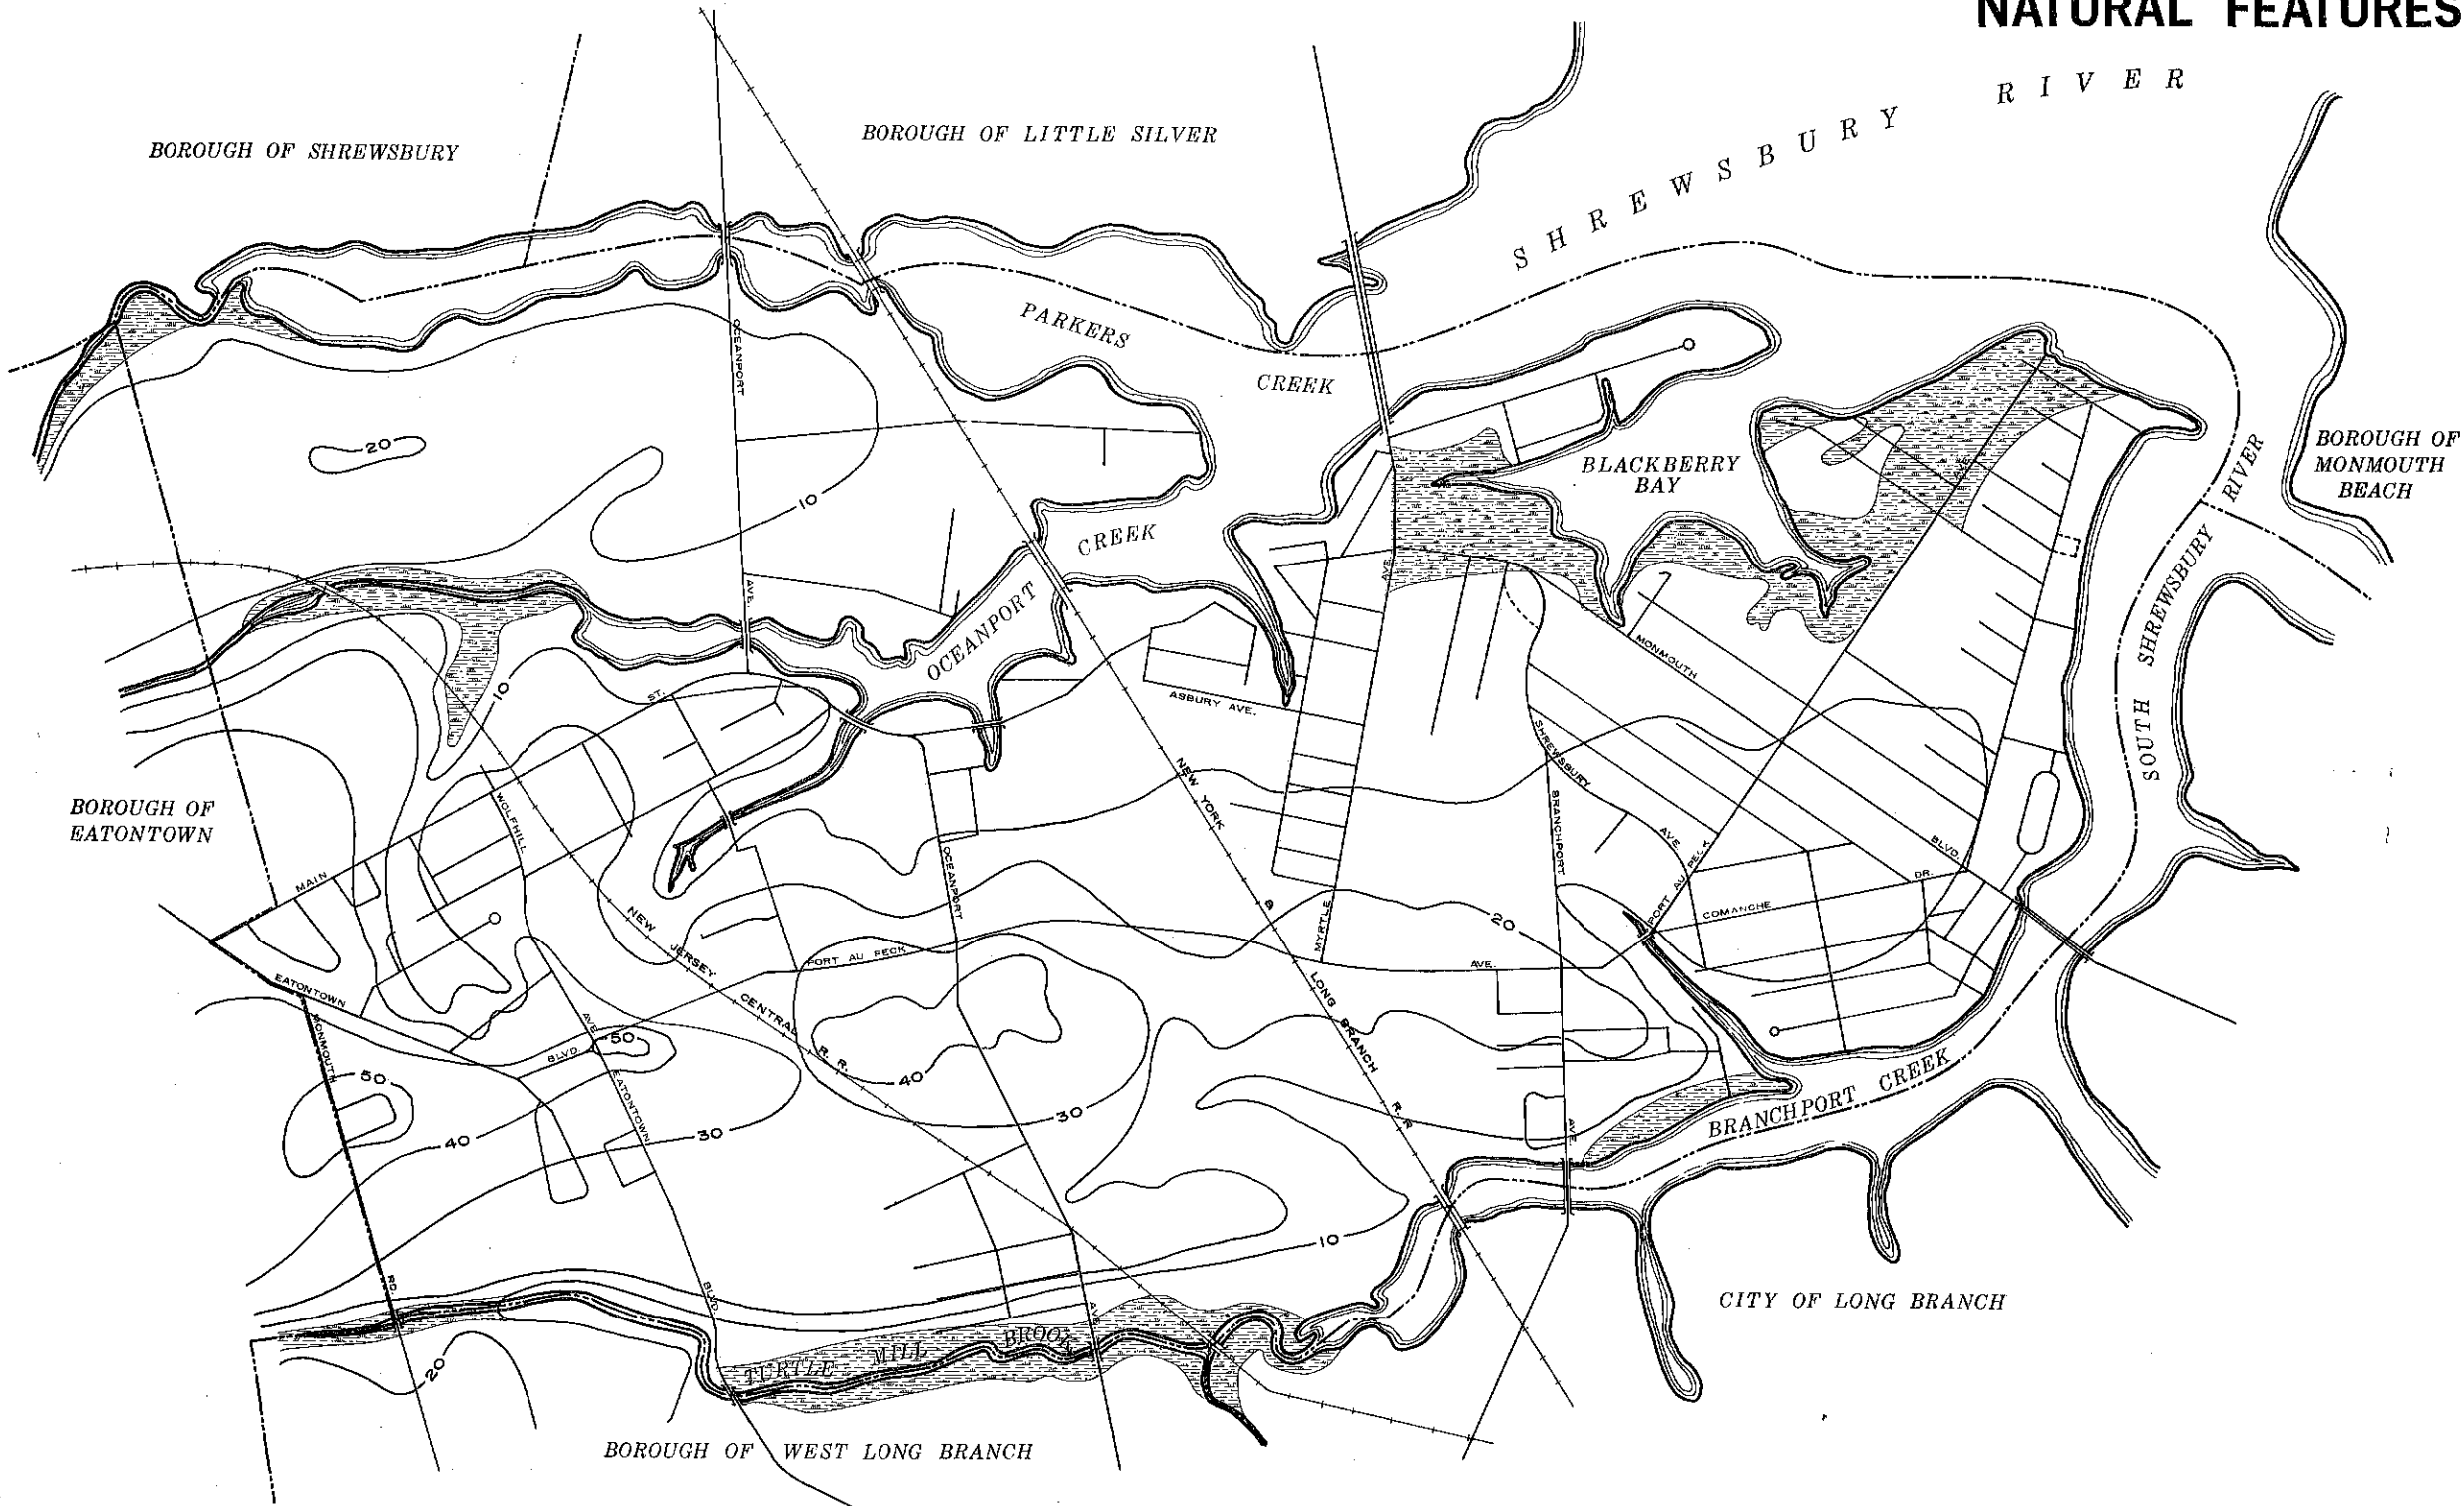 NATURAL FEATURES
SHREWSBURY RIVER
BOROUGH OF SHREWSBURY
BOROUGH OF LITTLE SILVER
PARKERS
CREEK
OCEANPORT
AVE.
20
10
BLACKBERRY
BAY
AVE.
BOROUGH OF
MONMOUTH
BEACH
SOUTH SHREWSBURY RIVER
OCEANPORT CREEK
AVE.
MONMOUTH
BLVD.
ASBURY AVE.
10
MAIN ST.
WOLFHILL
AVE.
BOROUGH OF
EATONTOWN
NEW YORK & LONG BRANCH R.R.
SHREWSBURY
AVE.
BRANCHPORT
AVE.
PORT AU PECK
COMANCHE DR.
OCEANPORT
AVE.
MYRTLE
20
NEW JERSEY CENTRAL R. R.
PORT AU PECK
AVE.
EATONTOWN
BLVD.
50
MONMOUTH
RD.
50
40
EATONTOWN
BLVD.
30
40
30
BRANCHPORT CREEK
10
TURTLE MILL BROOK
20
CITY OF LONG BRANCH
BOROUGH OF WEST LONG BRANCH